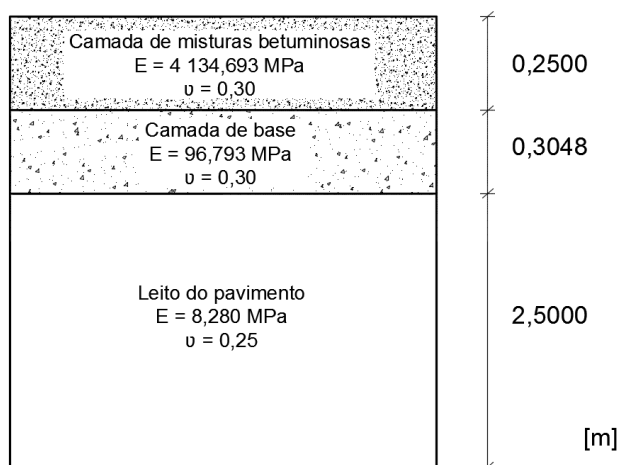 Camada de misturas betuminosas
E = 4 134,693 MPa
υ = 0,30
0,2500
Camada de base
E = 96,793 MPa
υ = 0,30
0,3048
Leito do pavimento
E = 8,280 MPa
υ = 0,25
2,5000
[m]